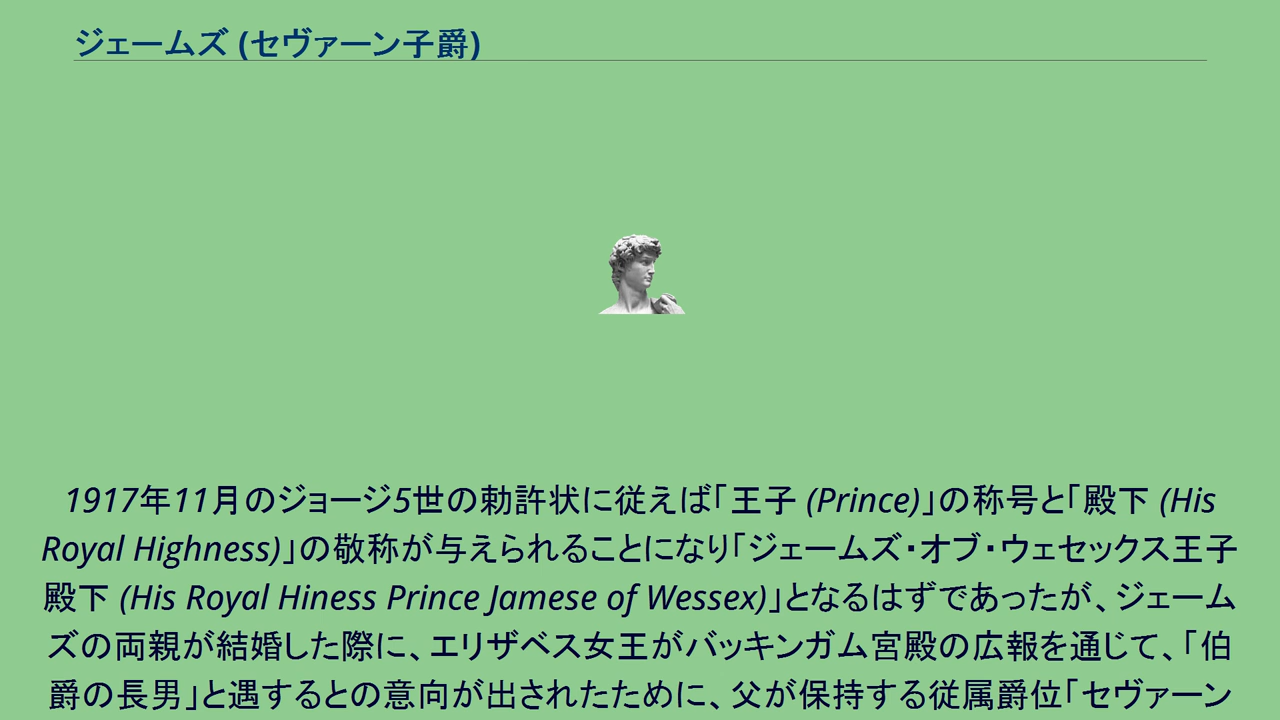 ジェームズ (セヴァーン子爵)
1917年11月のジョージ5世の勅許状に従えば「王子 (Prince)」の称号と「殿下 (His
Royal Highness)」の敬称が与えられることになり「ジェームズ・オブ・ウェセックス王子
殿下 (His Royal Hiness Prince Jamese of Wessex)」となるはずであったが、ジェーム
ズの両親が結婚した際に、エリザベス女王がバッキンガム宮殿の広報を通じて、「伯
爵の長男」と遇するとの意向が出されたために、父が保持する従属爵位「セヴァーン